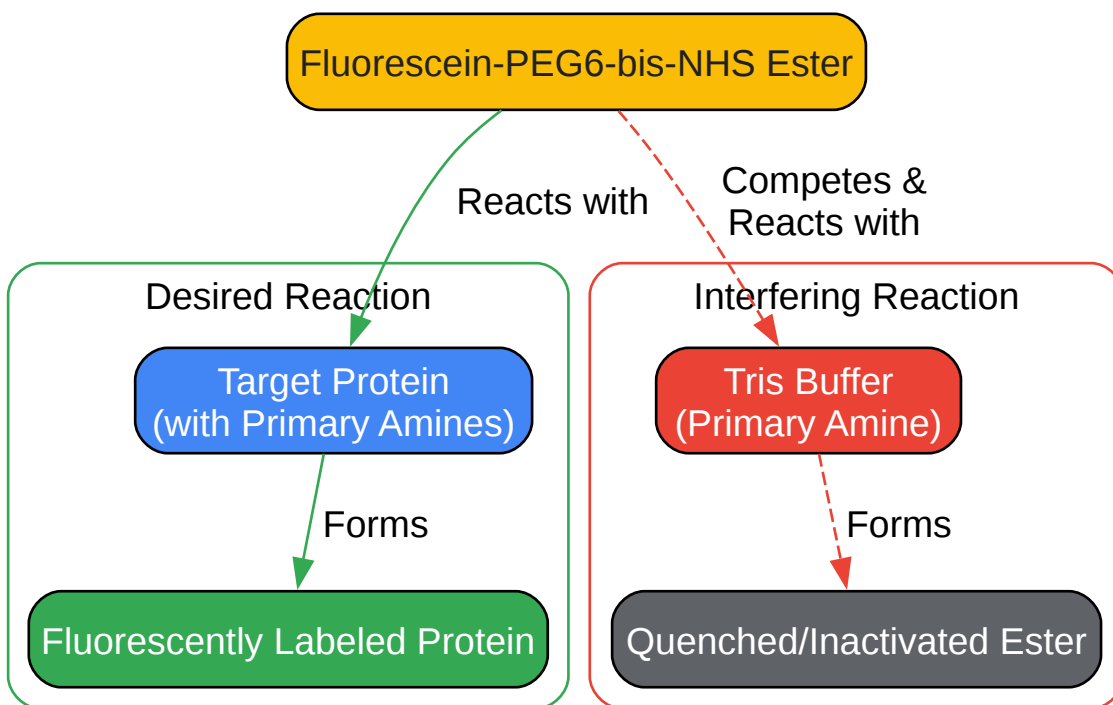 Fluorescein-PEG6-bis-NHS Ester
Reacts with
Competes &
Reacts with
Desired Reaction
Interfering Reaction
Target Protein
(with Primary Amines)
Tris Buffer
(Primary Amine)
Forms
Forms
Fluorescently Labeled Protein
Quenched/Inactivated Ester